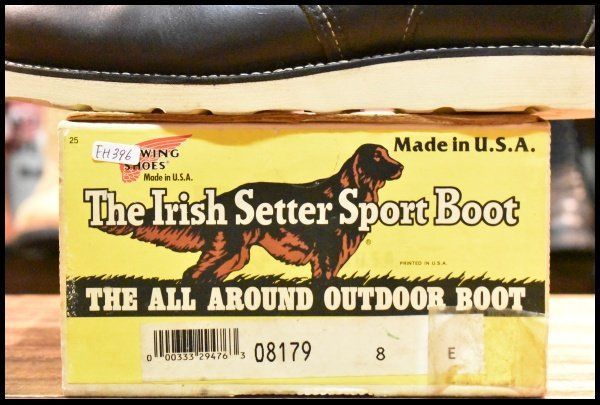 25
EH396
WING
SHOES®
Made in U.S.A.
Made in U.S.A.
The Irish Setter Sport Boot
®
PRINTED IN U.S.A.
THE ALL AROUND OUTDOOR BOOT
0 00333 29476 3
08179
8
E